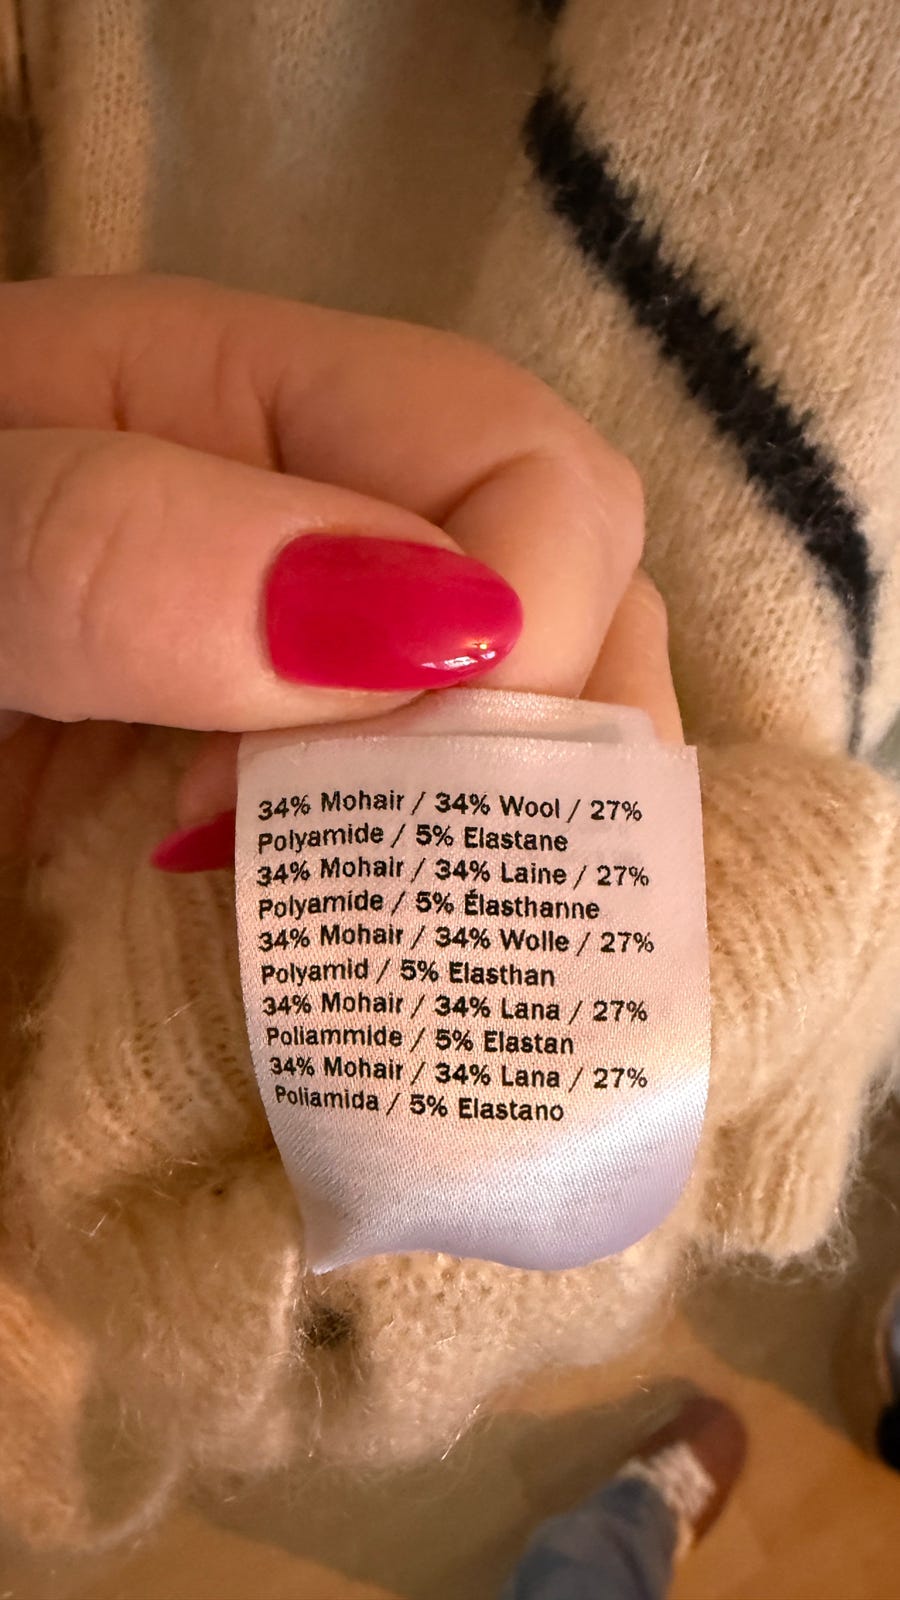 34% Mohair / 34% Wool / 27%
Polyamide / 5% Elastane
34% Mohair / 34% Laine / 27%
Polyamide / 5% Élasthanne
34% Mohair / 34% Wolle / 27%
Polyamid / 5% Elasthan
34% Mohair / 34% Lana / 27%
Poliammide / 5% Elastan
34% Mohair / 34% Lana / 27%
Poliamida / 5% Elastano